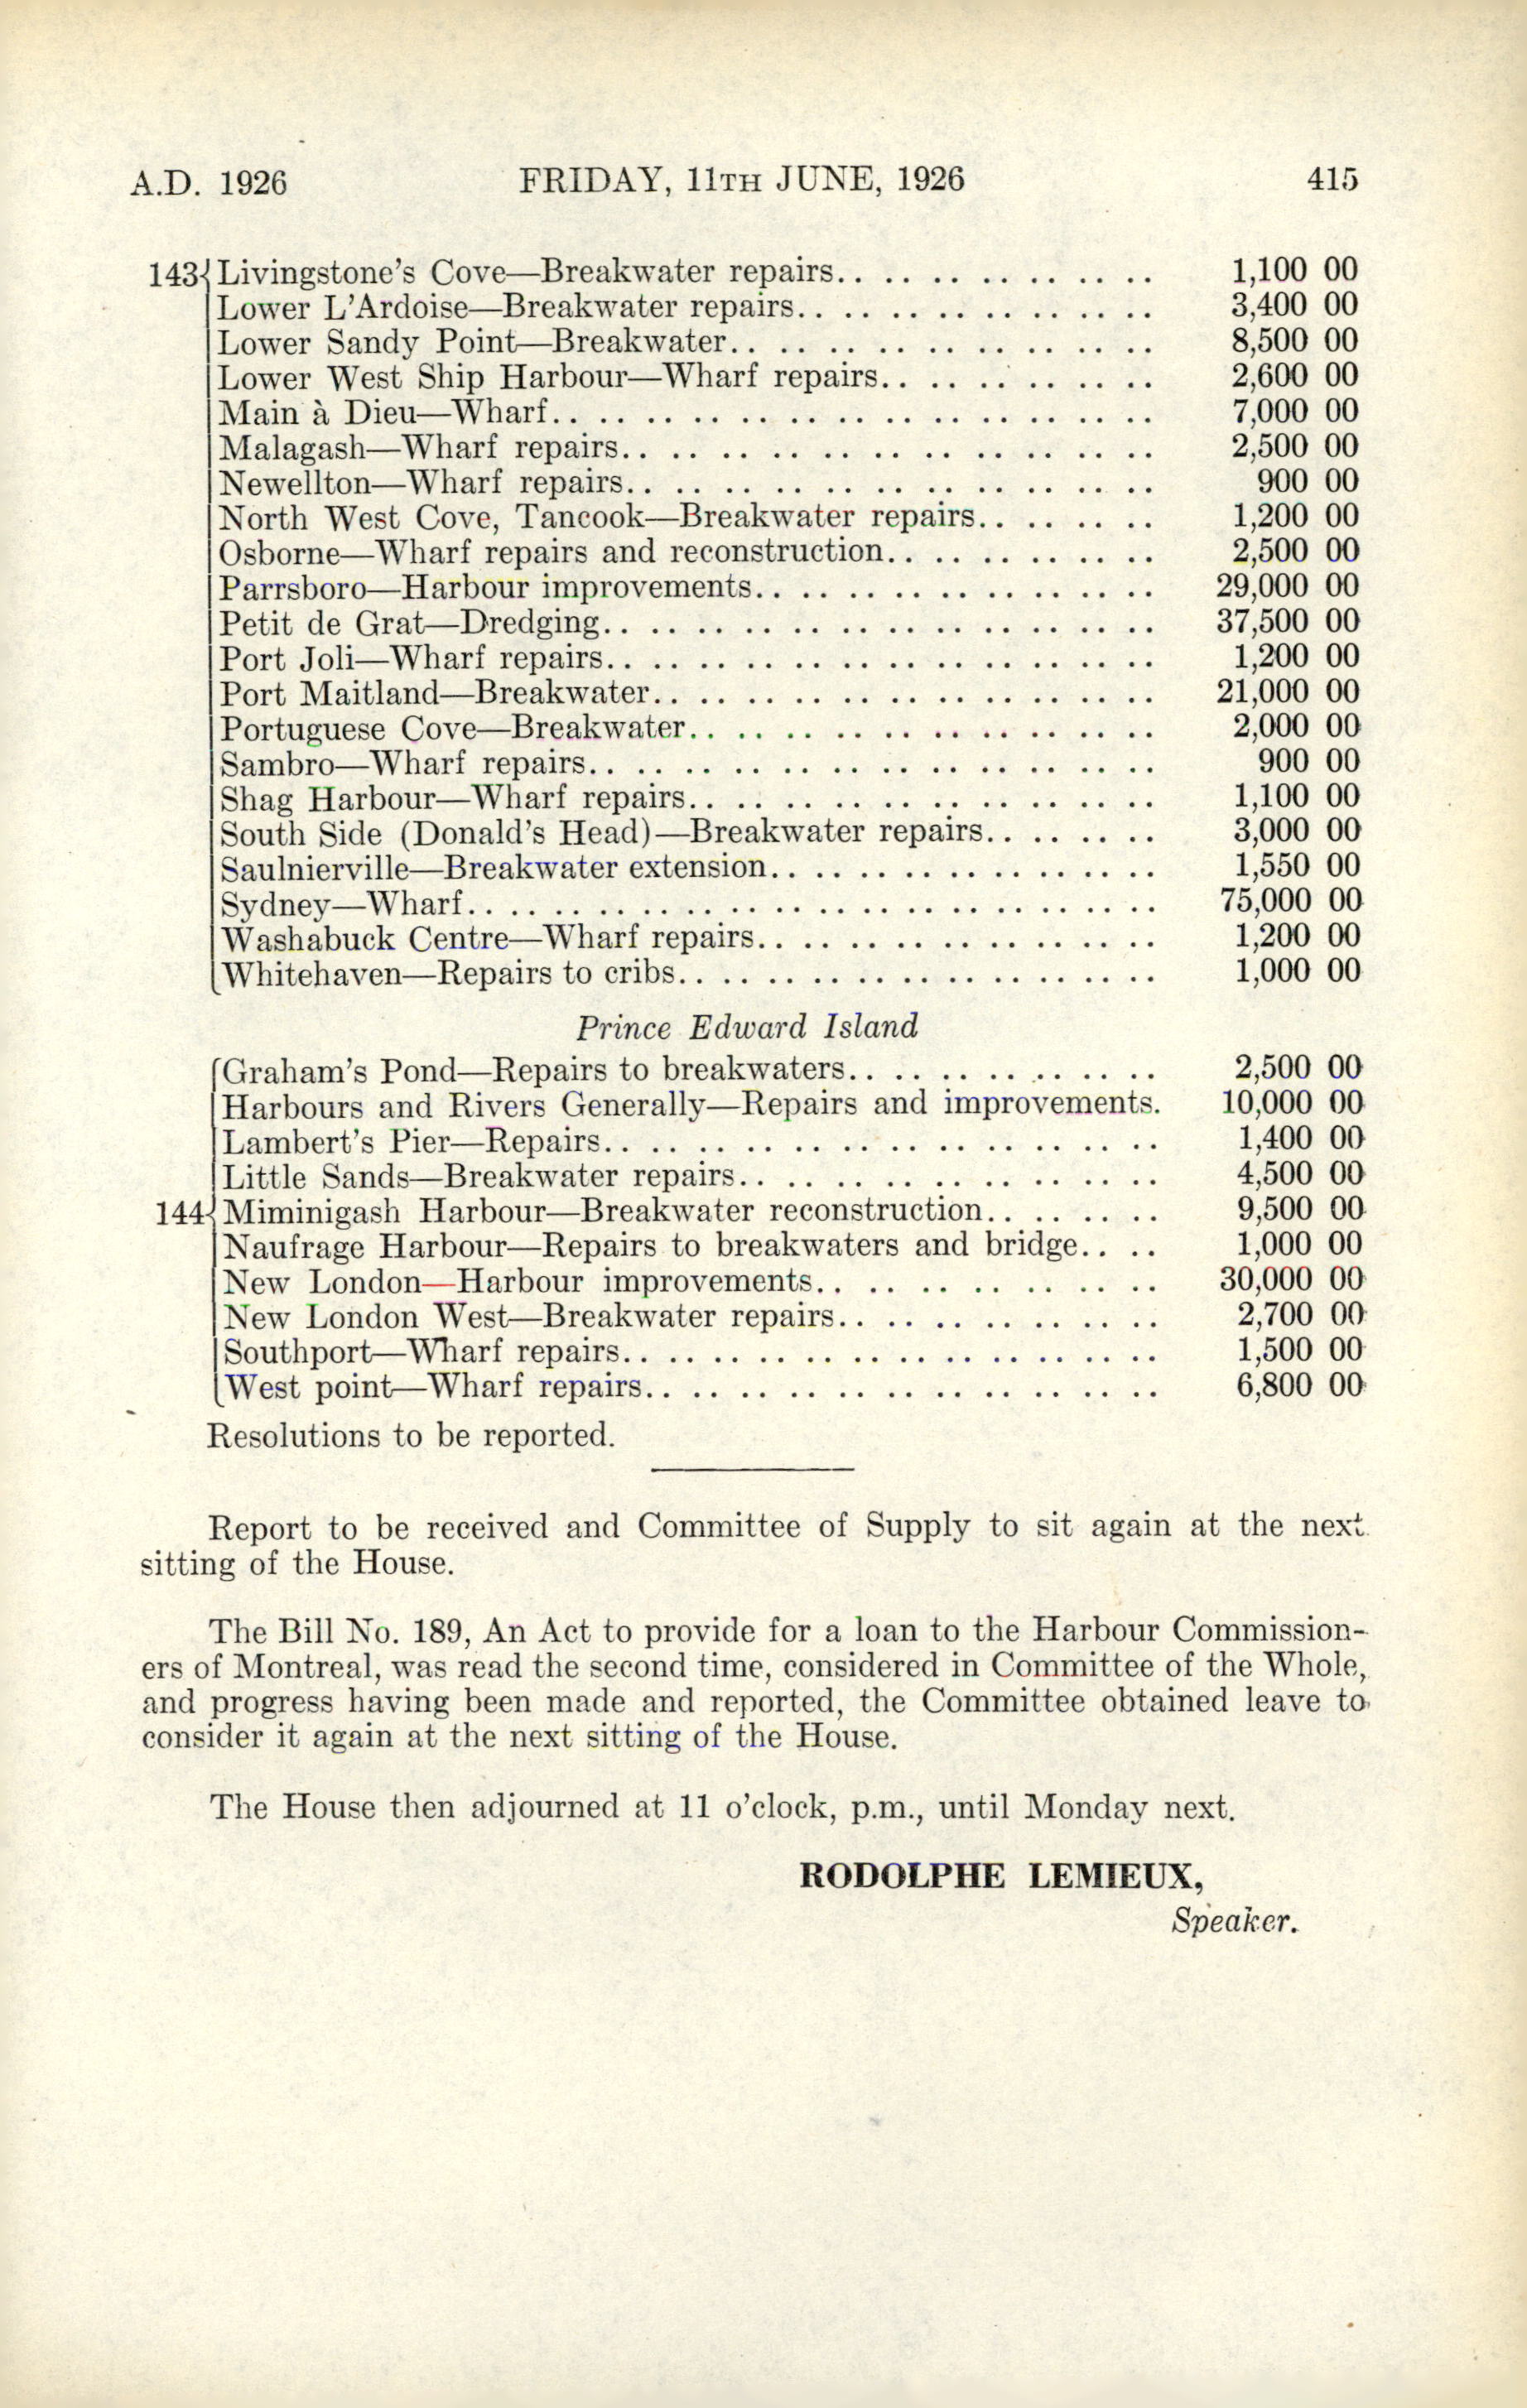 A.D. 1926 FRIDAY, 11TH JUNE, 1926 415
143{Livingstone's Cove—Breakwater repairs.. .. .. .. .. .. .. 1,100 00
|Lower L'Ardoise—Breakwater repairs.. .. .. .. .. .. .. .. 3,400 00
|Lower Sandy Point—Breakwater.. .. .. .. .. .. .. .. .. 8,500 00
|Lower West Ship Harbour—Wharf repairs.. .. .. .. .. .. 2,600 00
|Main à Dieu—Wharf.. .. .. .. .. .. .. .. .. .. .. .. .. 7,000 00
|Malagash—Wharf repairs.. .. .. .. .. .. .. .. .. .. .. 2,500 00
|Newellton—Wharf repairs.. .. .. .. .. .. .. .. .. .. .. 900 00
|North West Cove, Tancook—Breakwater repairs.. .. .. .. 1,200 00
|Osborne—Wharf repairs and reconstruction.. .. .. .. .. .. 2,500 00
|Parrsboro—Harbour improvements.. .. .. .. .. .. .. .. .. 29,000 00
|Petit de Grat—Dredging.. .. .. .. .. .. .. .. .. .. .. .. 37,500 00
|Port Joli—Wharf repairs.. .. .. .. .. .. .. .. .. .. .. .. 1,200 00
|Port Maitland—Breakwater.. .. .. .. .. .. .. .. .. .. .. 21,000 00
|Portuguese Cove—Breakwater.. .. .. .. .. .. .. .. .. .. 2,000 00
|Sambro—Wharf repairs.. .. .. .. .. .. .. .. .. .. .. .. 900 00
|Shag Harbour—Wharf repairs.. .. .. .. .. .. .. .. .. .. 1,100 00
|South Side (Donald's Head)—Breakwater repairs.. .. .. .. 3,000 00
|Saulnierville—Breakwater extension.. .. .. .. .. .. .. .. 1,550 00
|Sydney—Wharf.. .. .. .. .. .. .. .. .. .. .. .. .. .. .. 75,000 00
|Washabuck Centre—Wharf repairs.. .. .. .. .. .. .. .. .. 1,200 00
(Whitehaven—Repairs to cribs.. .. .. .. .. .. .. .. .. .. 1,000 00
Prince Edward Island
(Graham's Pond—Repairs to breakwaters.. .. .. .. .. .. .. 2,500 00
|Harbours and Rivers Generally—Repairs and improvements. 10,000 00
|Lambert's Pier—Repairs.. .. .. .. .. .. .. .. .. .. .. .. 1,400 00
|Little Sands—Breakwater repairs.. .. .. .. .. .. .. .. .. 4,500 00
144{Miminigash Harbour—Breakwater reconstruction.. .. .. .. 9,500 00
|Naufrage Harbour—Repairs to breakwaters and bridge.. .. 1,000 00
|New London—Harbour improvements.. .. .. .. .. .. .. .. 30,000 00
|New London West—Breakwater repairs.. .. .. .. .. .. .. 2,700 00
|Southport—Wharf repairs.. .. .. .. .. .. .. .. .. .. .. .. 1,500 00
(West point—Wharf repairs.. .. .. .. .. .. .. .. .. .. .. 6,800 00
Resolutions to be reported.
Report to be received and Committee of Supply to sit again at the next
sitting of the House.
The Bill No. 189, An Act to provide for a loan to the Harbour Commission-
ers of Montreal, was read the second time, considered in Committee of the Whole,
and progress having been made and reported, the Committee obtained leave to
consider it again at the next sitting of the House.
The House then adjourned at 11 o'clock, p.m., until Monday next.
RODOLPHE LEMIEUX,
Speaker.